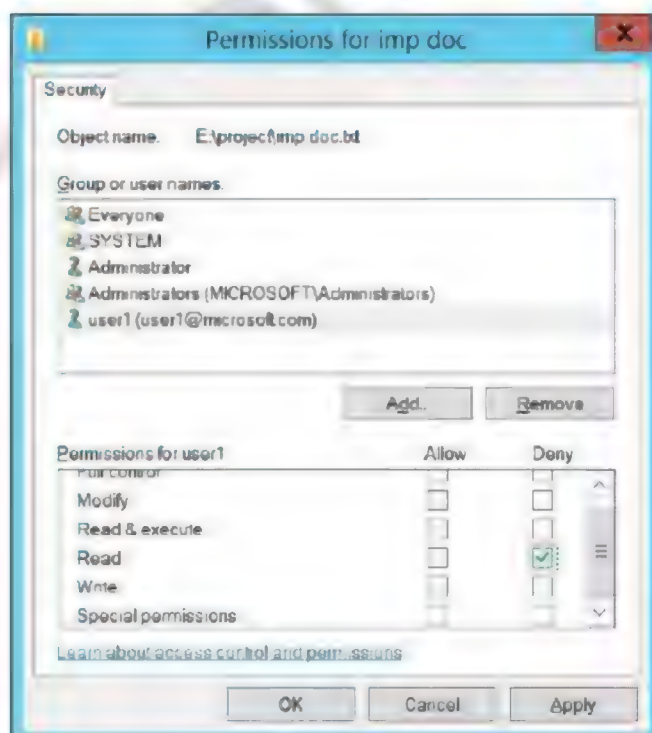 Permissions for imp doc
Security
Object name. E:\project\imp doc.txt
Group or user names.
Everyone
SYSTEM
Administrator
Administrators (MICROSOFT\Administrators)
user1 (user1@microsoft.com)
Add.. Remove
Permissions for user1 Allow Deny
Full control
Modify
Read & execute
Read
Write
Special permissions
Learn about access control and permissions
OK Cancel Apply